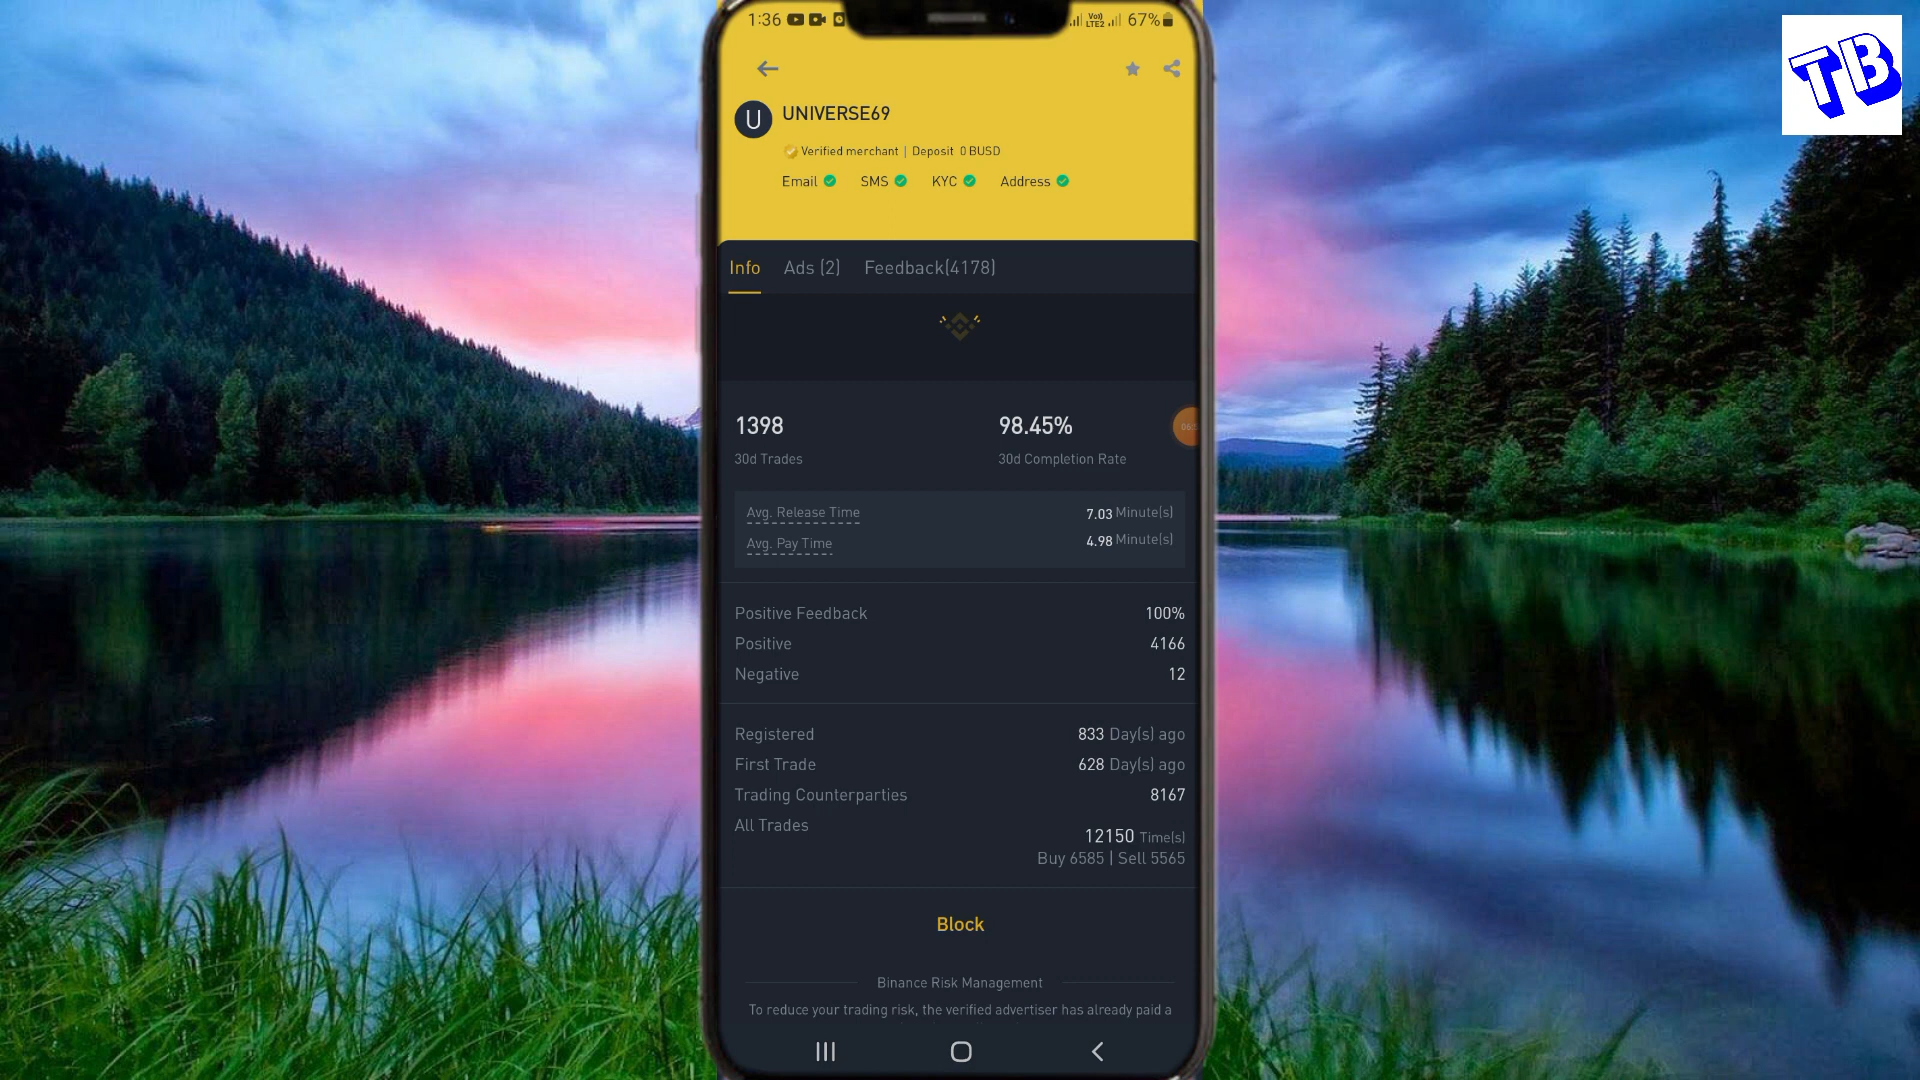 1:36 Vo)) LTE2 67%
TB
U UNIVERSE69
Verified merchant | Deposit 0 BUSD
Email SMS KYC Address
Info Ads (2) Feedback(4178)
1398 98.45%
30d Trades 30d Completion Rate
Avg. Release Time 7.03 Minute(s)
Avg. Pay Time 4.98 Minute(s)
Positive Feedback 100%
Positive 4166
Negative 12
Registered 833 Day(s) ago
First Trade 628 Day(s) ago
Trading Counterparties 8167
All Trades 12150 Time(s)
Buy 6585 | Sell 5565
Block
Binance Risk Management
To reduce your trading risk, the verified advertiser has already paid a